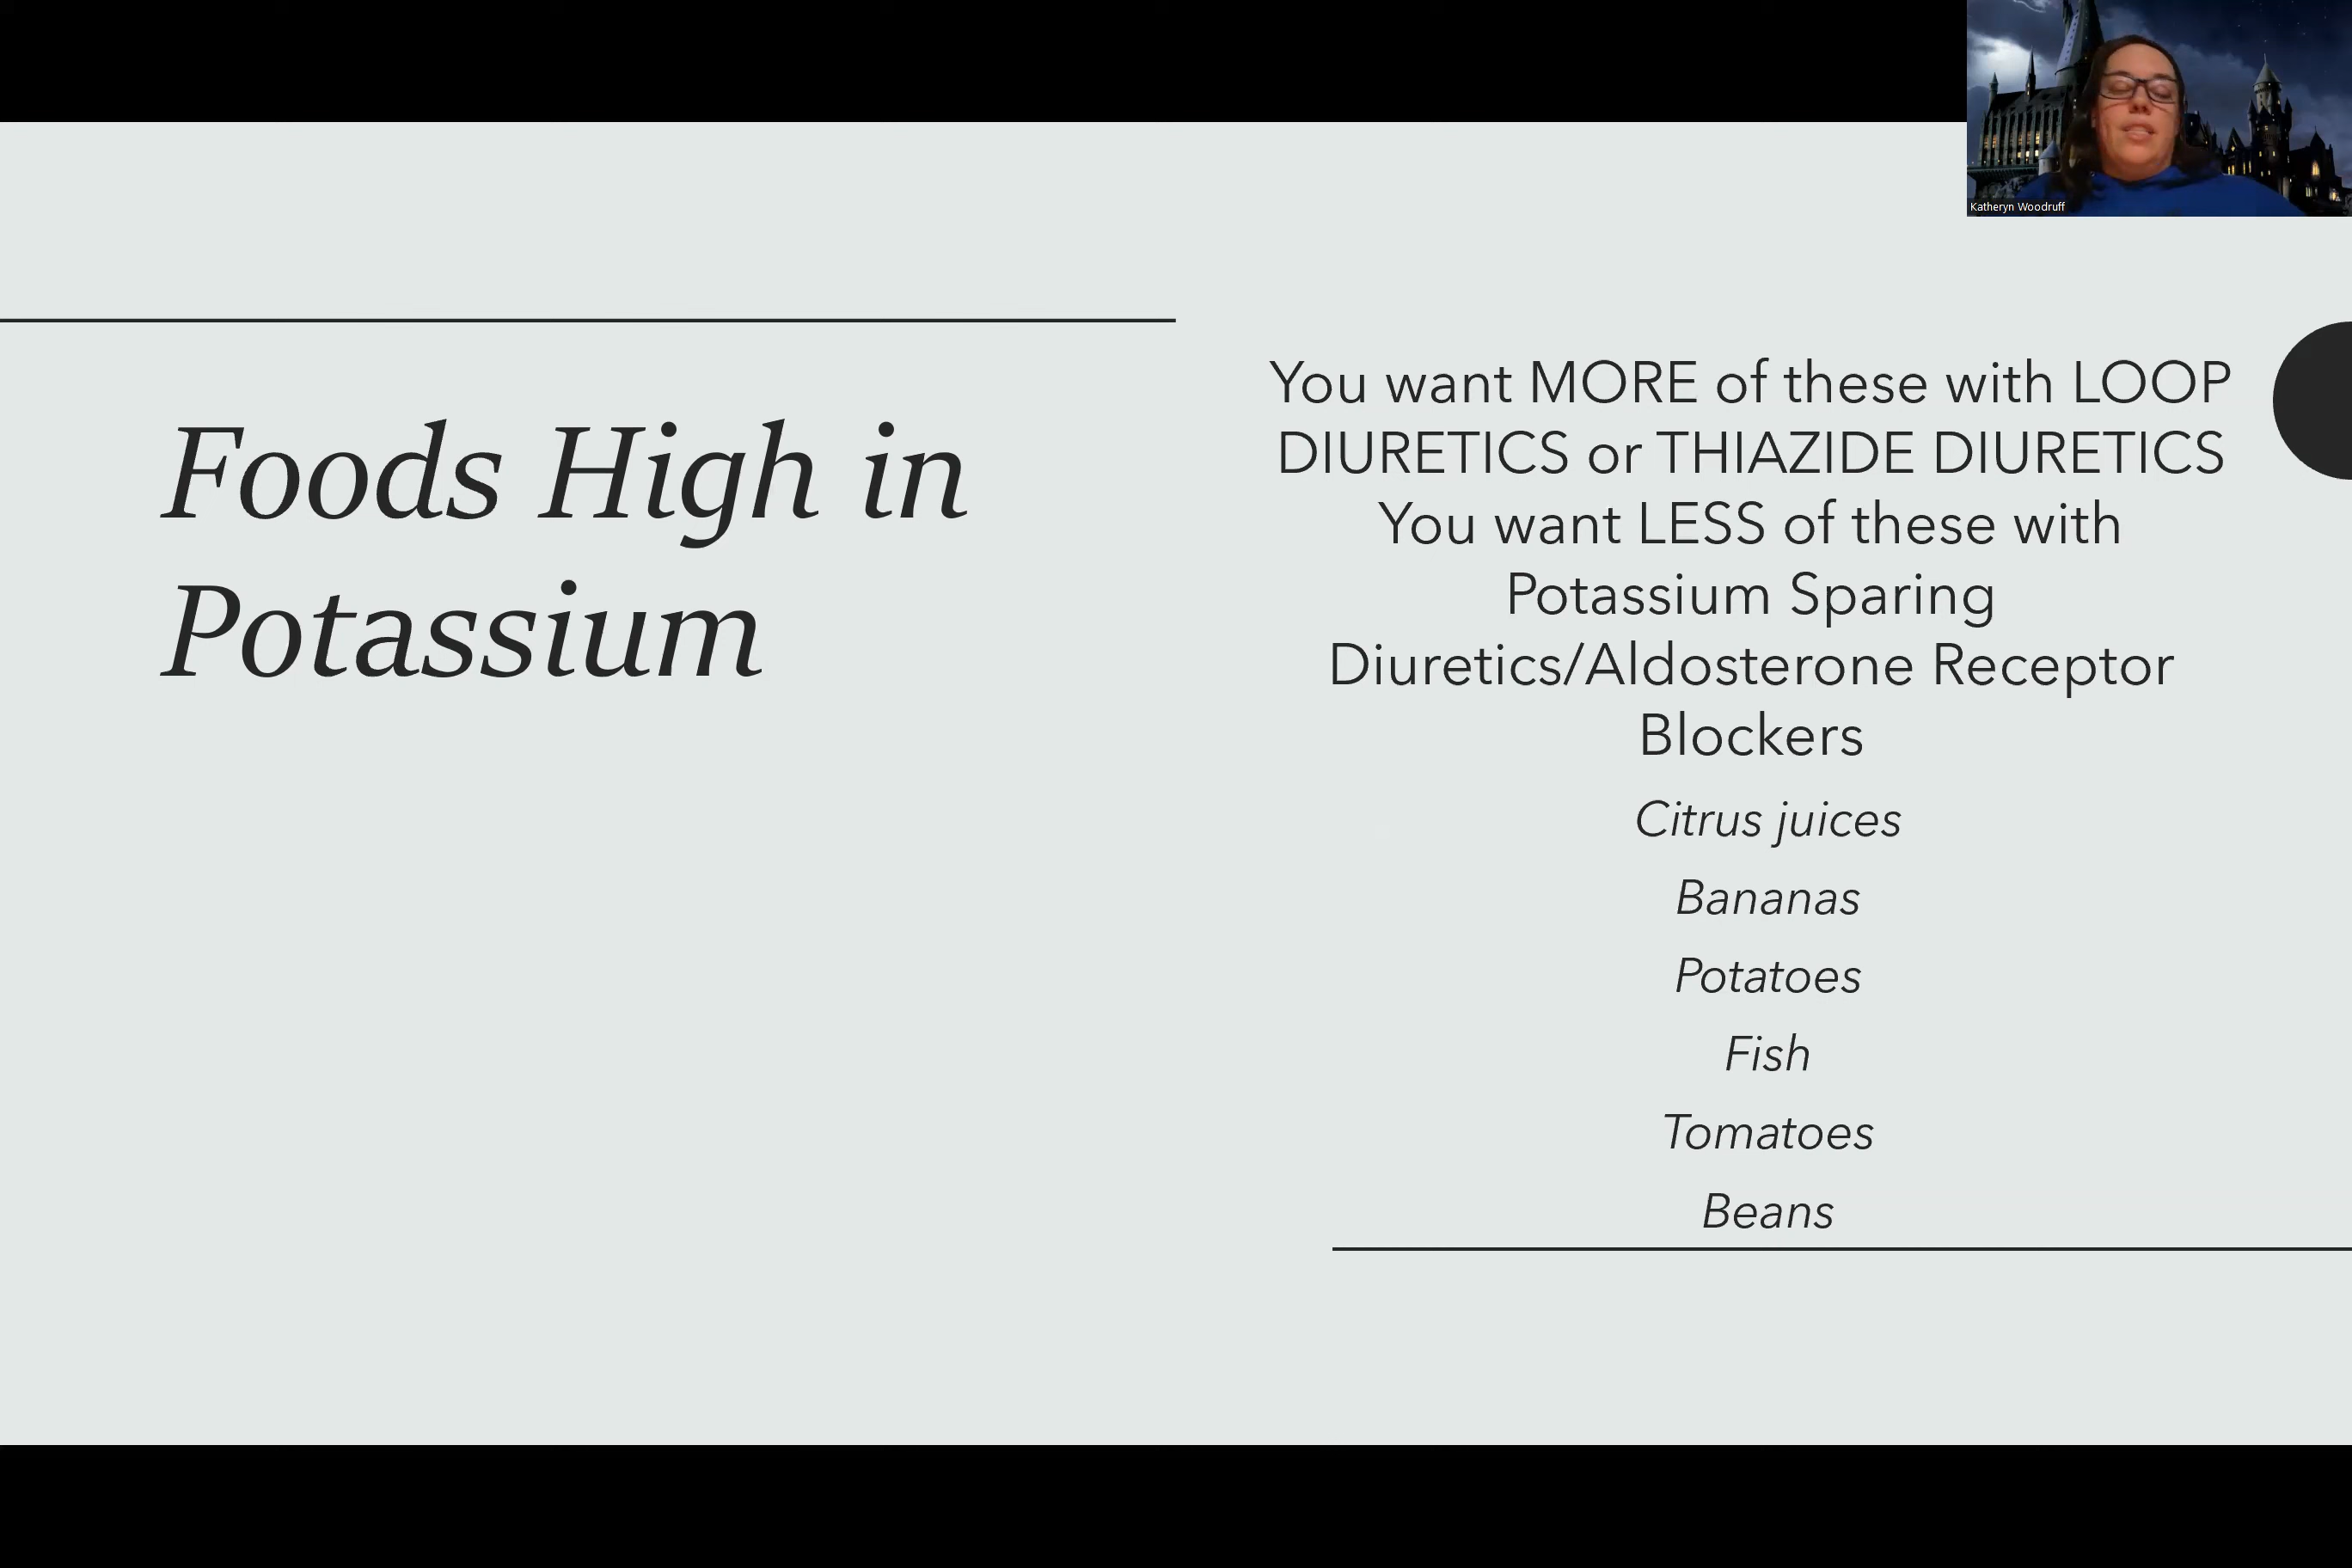 Katheryn Woodruff
Foods High in
Potassium
You want MORE of these with LOOP
DIURETICS or THIAZIDE DIURETICS
You want LESS of these with
Potassium Sparing
Diuretics/Aldosterone Receptor
Blockers
Citrus juices
Bananas
Potatoes
Fish
Tomatoes
Beans